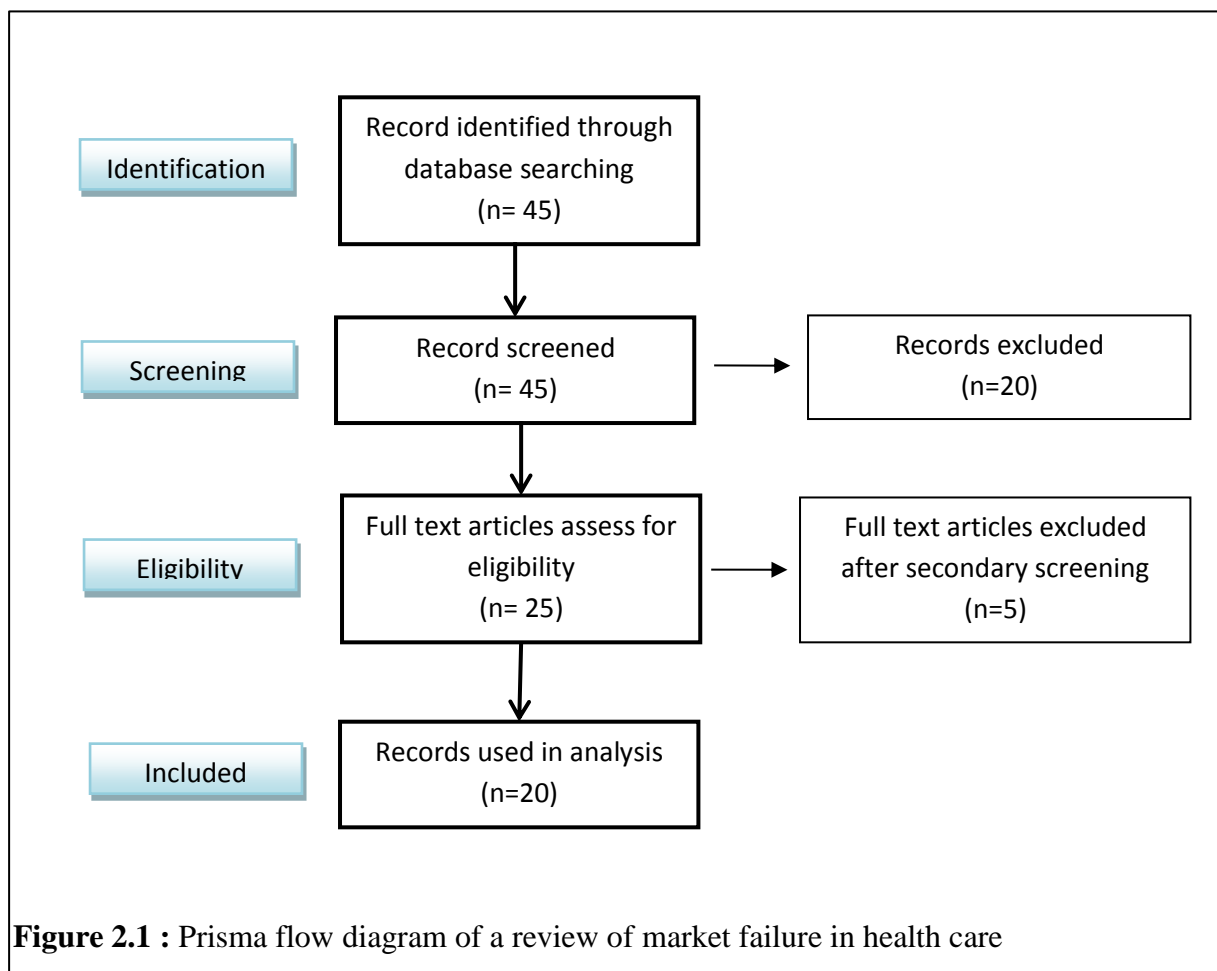 Identification
Record identified through
database searching
(n= 45)
Screening
Record screened
(n= 45)
Records excluded
(n=20)
Eligibility
Full text articles assess for
eligibility
(n= 25)
Full text articles excluded
after secondary screening
(n=5)
Included
Records used in analysis
(n=20)
Figure 2.1 : Prisma flow diagram of a review of market failure in health care